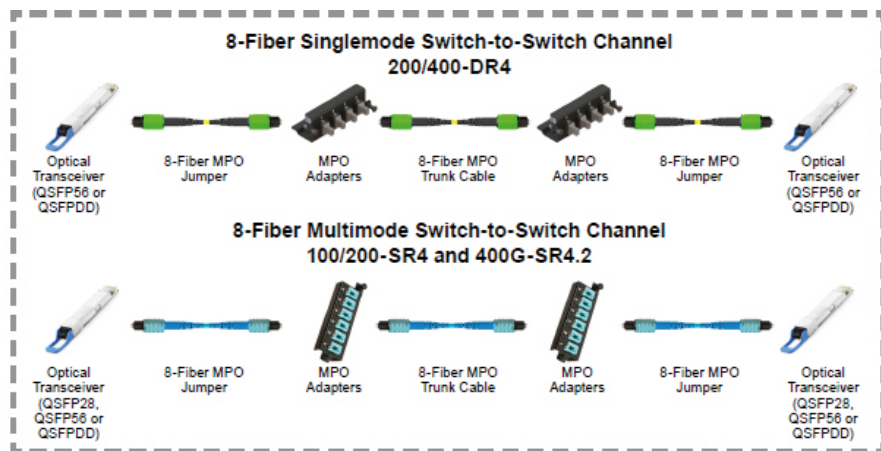 8-Fiber Singlemode Switch-to-Switch Channel
200/400-DR4
Optical
Transceiver
(QSFP56 or
QSFPDD)
8-Fiber MPO
Jumper
MPO
Adapters
8-Fiber MPO
Trunk Cable
MPO
Adapters
8-Fiber MPO
Jumper
Optical
Transceiver
(QSFP56 or
QSFPDD)
8-Fiber Multimode Switch-to-Switch Channel
100/200-SR4 and 400G-SR4.2
Optical
Transceiver
(QSFP28,
QSFP56 or
QSFPDD)
8-Fiber MPO
Jumper
MPO
Adapters
8-Fiber MPO
Trunk Cable
MPO
Adapters
8-Fiber MPO
Jumper
Optical
Transceiver
(QSFP28,
QSFP56 or
QSFPDD)